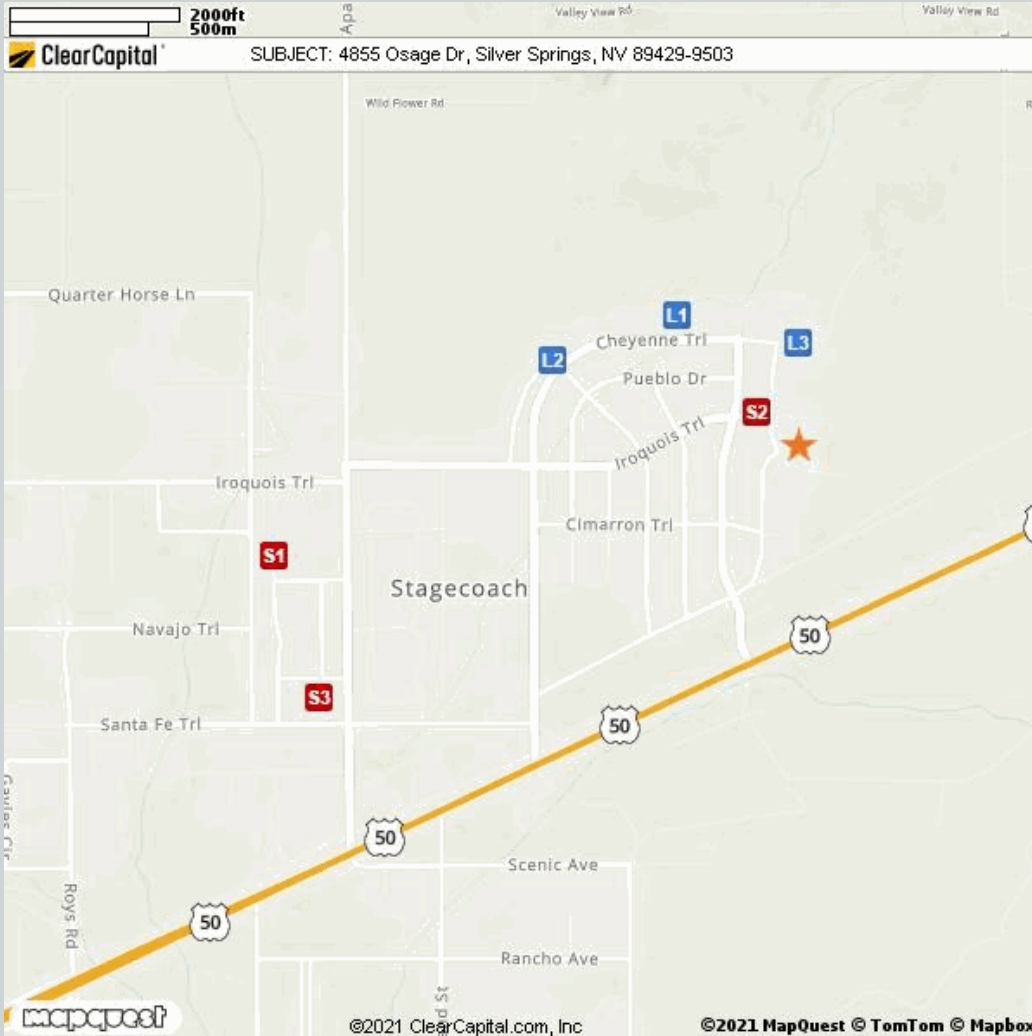 2000ft
500m
Apa
Valley View Rd
Valley View Rd
ClearCapital
SUBJECT: 4855 Osage Dr, Silver Springs, NV 89429-9503
Wild Flower Rd
R
Quarter Horse Ln
L1
Cheyenne Trl
L3
L2
Pueblo Dr
S2
Iroquois Trl
Iroquois Trl
Cimarron Trl
S1
Stagecoach
Navajo Trl
50
S3
Santa Fe Trl
50
50
Scenic Ave
Roys Rd
50
Rancho Ave
d St
mapquest
©2021 ClearCapital.com, Inc
©2021 MapQuest © TomTom © Mapbox